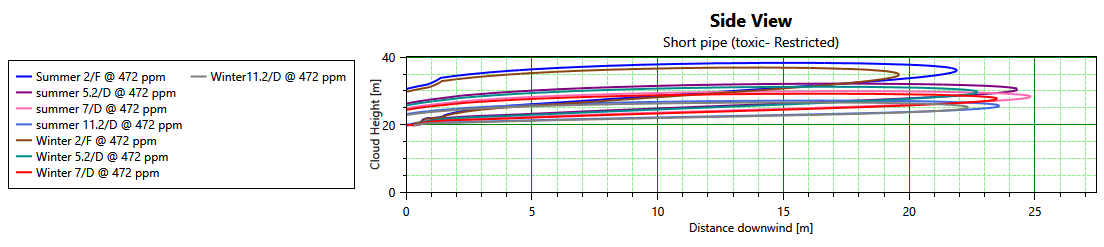 Side View
Short pipe (toxic- Restricted)
Summer 2/F @ 472 ppm
Winter11.2/D @ 472 ppm
summer 5.2/D @ 472 ppm
summer 7/D @ 472 ppm
summer 11.2/D @ 472 ppm
Winter 2/F @ 472 ppm
Winter 5.2/D @ 472 ppm
Winter 7/D @ 472 ppm
Cloud Height [m]
40
20
0
0 5 10 15 20 25
Distance downwind [m]